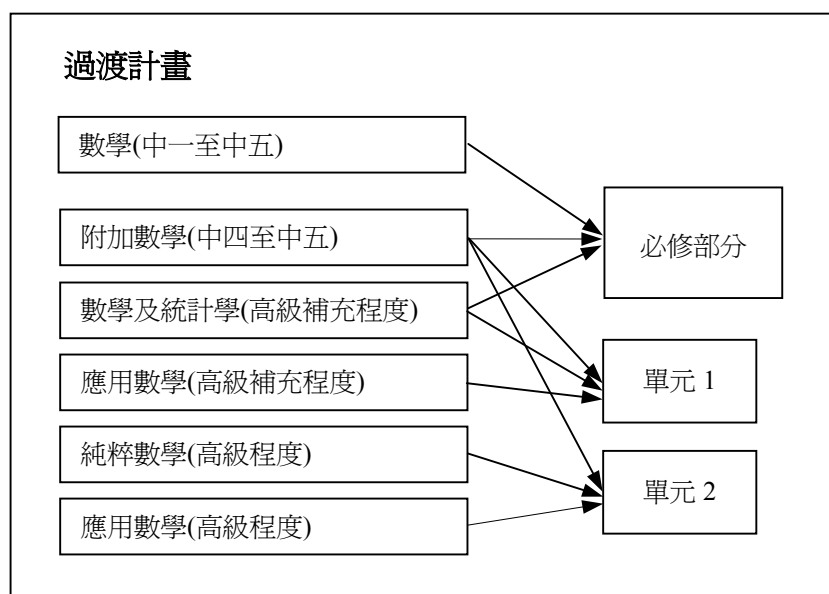 過渡計畫
數學(中一至中五)
附加數學(中四至中五)
數學及統計學(高級補充程度)
應用數學(高級補充程度)
純粹數學(高級程度)
應用數學(高級程度)
必修部分
單元 1
單元 2